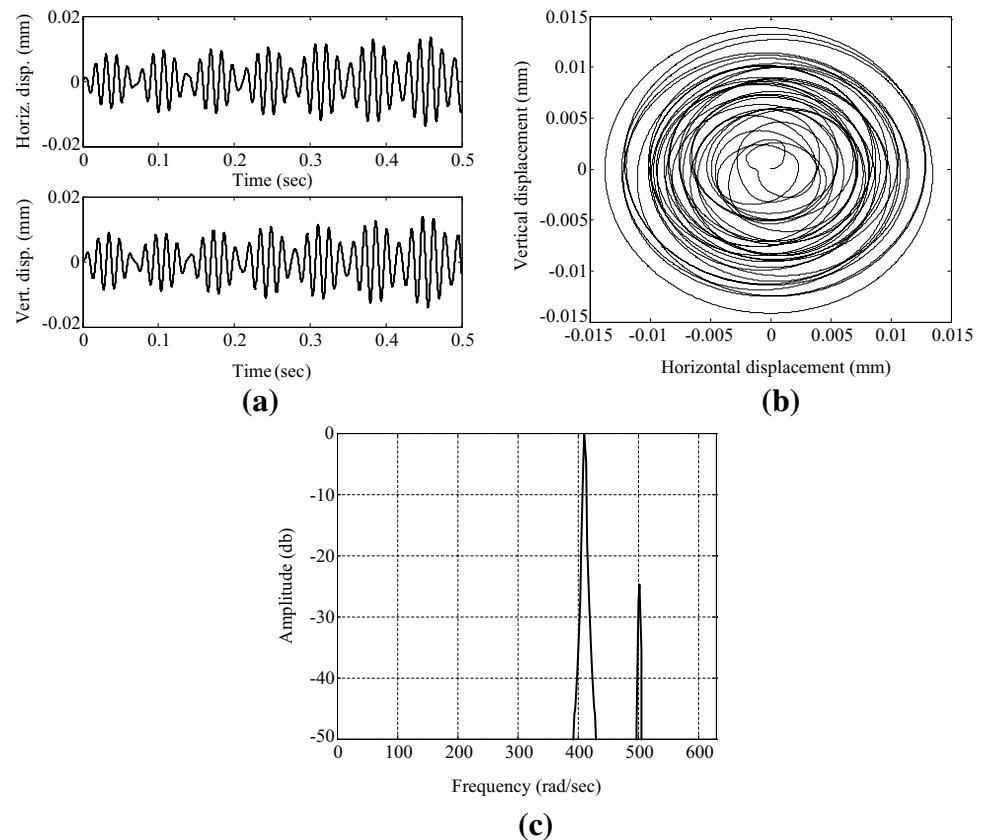 0.02
0
-0.02
Horiz. disp. (mm)
0 0.1 0.2 0.3 0.4 0.5
Time (sec)
0.02
0
-0.02
Vert. disp. (mm)
0 0.1 0.2 0.3 0.4 0.5
Time (sec)
(a)
0.015
0.01
0.005
0
-0.005
-0.01
-0.015
Vertical displacement (mm)
-0.015 -0.01 -0.005 0 0.005 0.01 0.015
Horizontal displacement (mm)
(b)
0
-10
-20
-30
-40
-50
Amplitude (db)
0 100 200 300 400 500 600
Frequency (rad/sec)
(c)